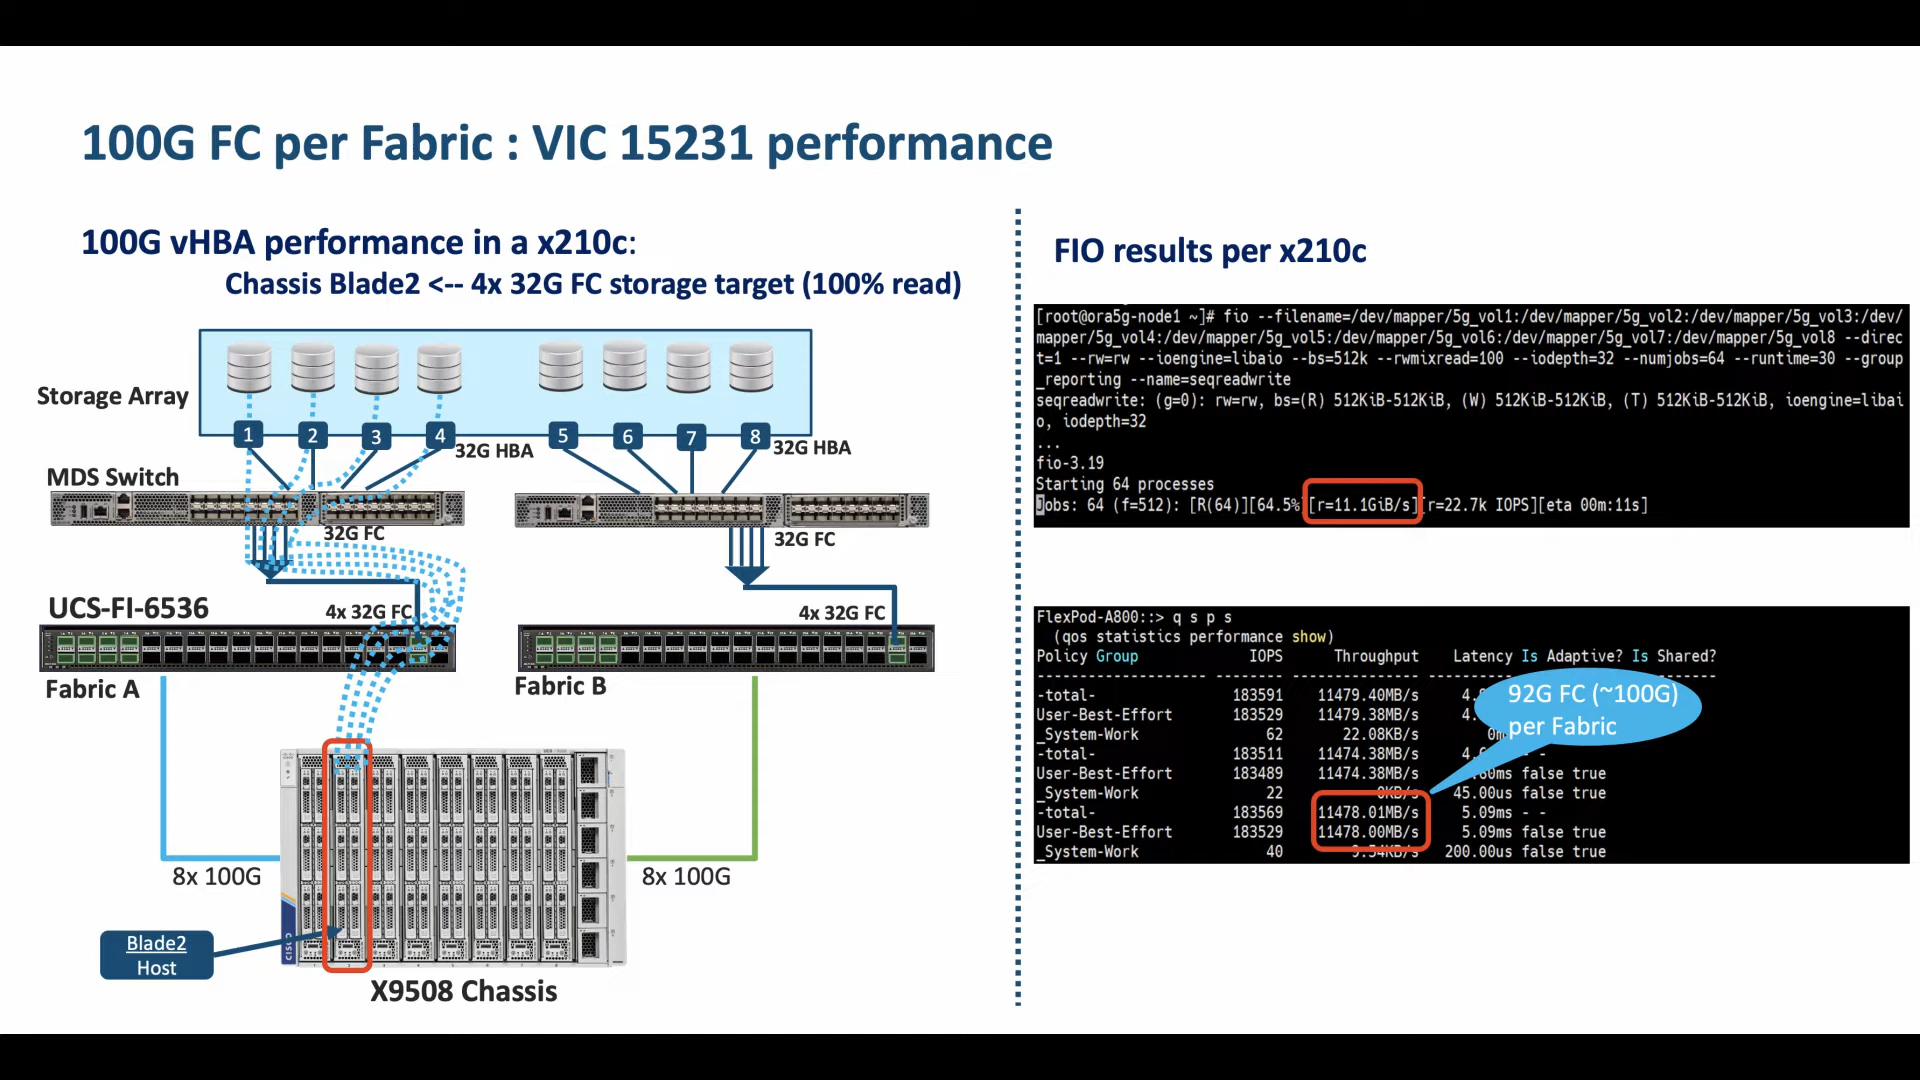 100G FC per Fabric : VIC 15231 performance
100G vHBA performance in a x210c:
Chassis Blade2 <-- 4x 32G FC storage target (100% read)
Storage Array
1
2
3
4
32G HBA
5
6
7
8
32G HBA
MDS Switch
32G FC
32G FC
UCS-FI-6536
4x 32G FC
4x 32G FC
Fabric A
Fabric B
8x 100G
8x 100G
Blade2
Host
CISCO
X9508 Chassis
FIO results per x210c
[root@ora5g-node1 ~]# fio --filename=/dev/mapper/5g_vol1:/dev/mapper/5g_vol2:/dev/mapper/5g_vol3:/dev/
mapper/5g_vol4:/dev/mapper/5g_vol5:/dev/mapper/5g_vol6:/dev/mapper/5g_vol7:/dev/mapper/5g_vol8 --direc
t=1 --rw=rw --ioengine=libaio --bs=512k --rwmixread=100 --iodepth=32 --numjobs=64 --runtime=30 --group
_reporting --name=seqreadwrite
seqreadwrite: (g=0): rw=rw, bs=(R) 512KiB-512KiB, (W) 512KiB-512KiB, (T) 512KiB-512KiB, ioengine=libai
o, iodepth=32
...
fio-3.19
Starting 64 processes
Jobs: 64 (f=512): [R(64)][64.5%][r=11.1GiB/s][r=22.7k IOPS][eta 00m:11s]
FlexPod-A800::> q s p s
(qos statistics performance show)
Policy Group IOPS Throughput Latency Is Adaptive? Is Shared?
-total- 183591 11479.40MB/s
User-Best-Effort 183529 11479.38MB/s
_System-Work 62 22.08KB/s
-total- 183511 11474.38MB/s - -
User-Best-Effort 183489 11474.38MB/s false true
_System-Work 22 0KB/s 45.00us false true
-total- 183569 11478.01MB/s 5.09ms - -
User-Best-Effort 183529 11478.00MB/s 5.09ms false true
_System-Work 40 9.54KB/s 200.00us false true
92G FC (~100G)
per Fabric